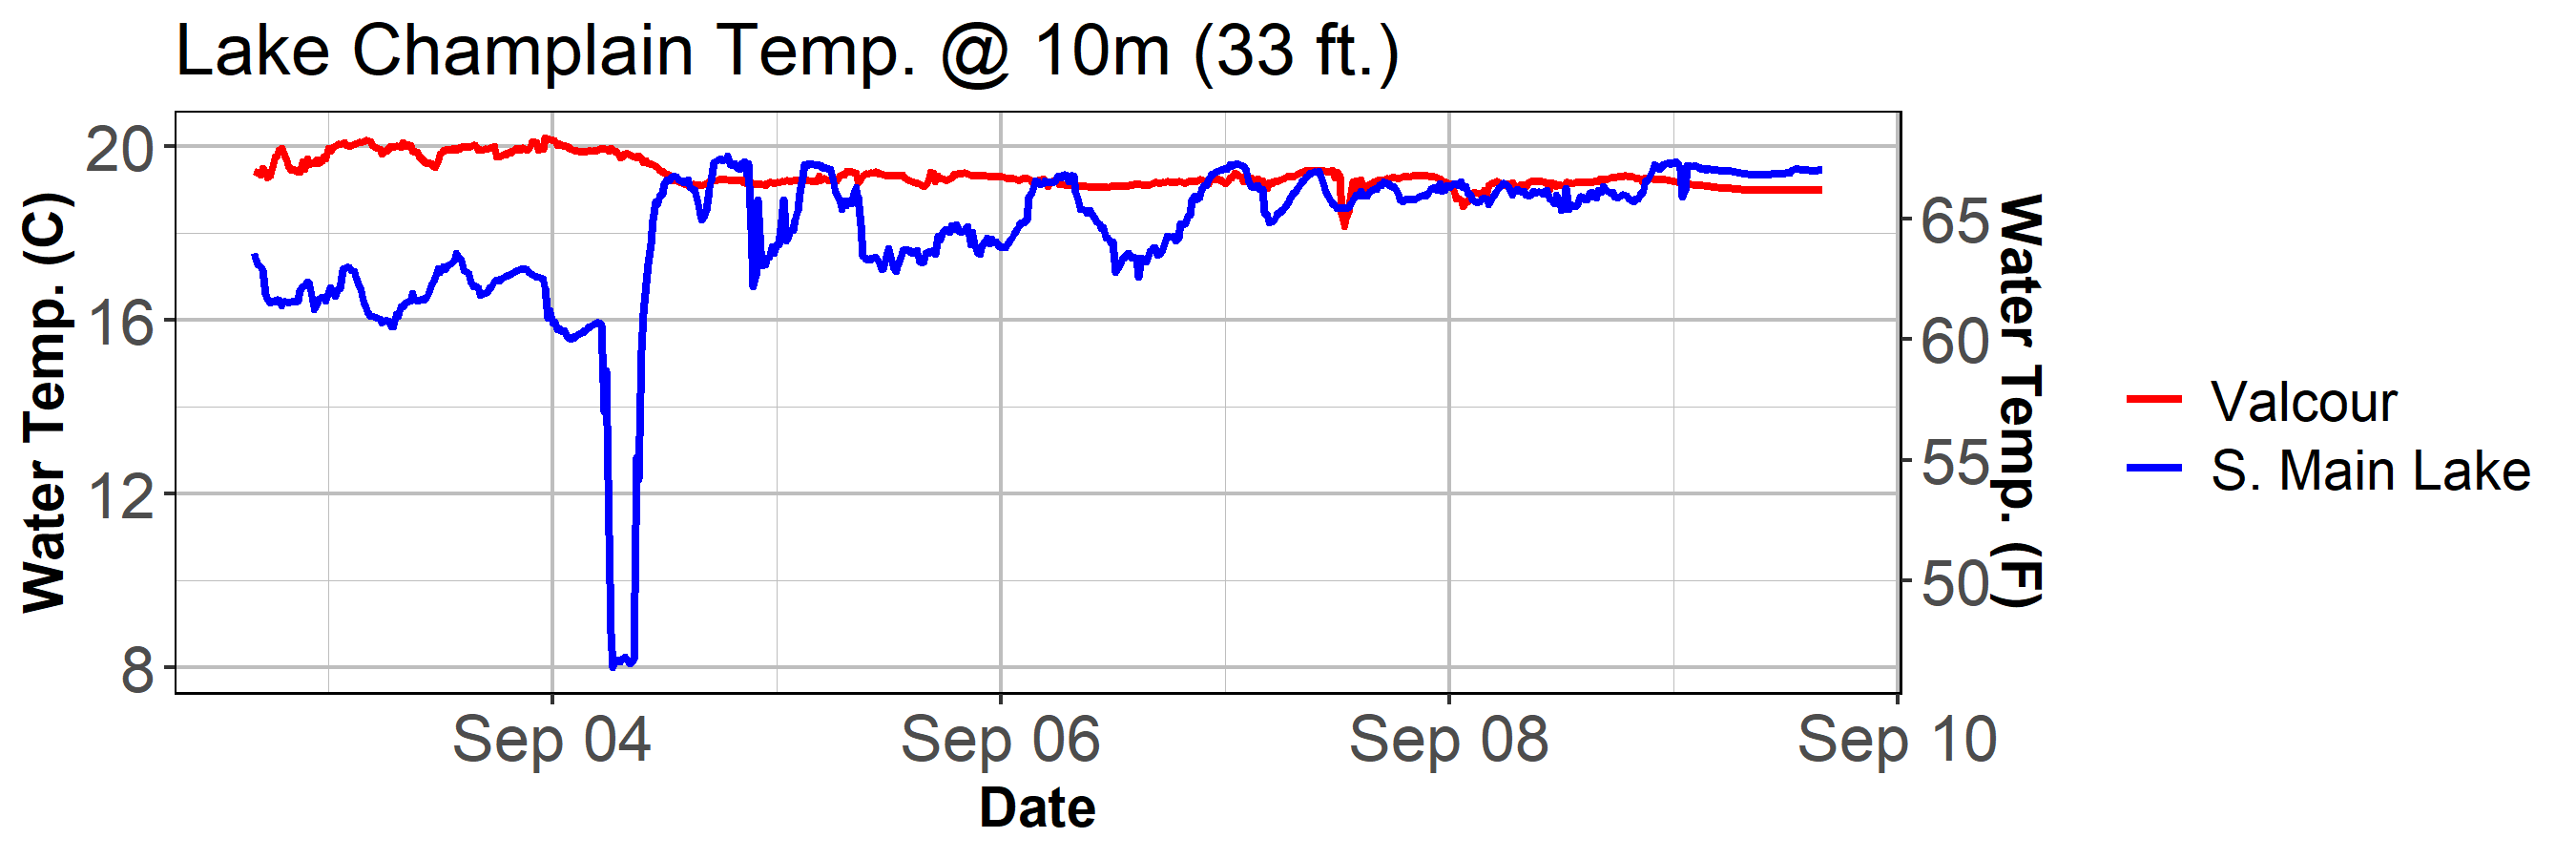 Lake Champlain Temp. @ 10m (33 ft.)
Water Temp. (C)
20
16
12
8
65
60
55
50
Water Temp. (F)
Sep 04
Sep 06
Sep 08
Sep 10
Date
Valcour
S. Main Lake